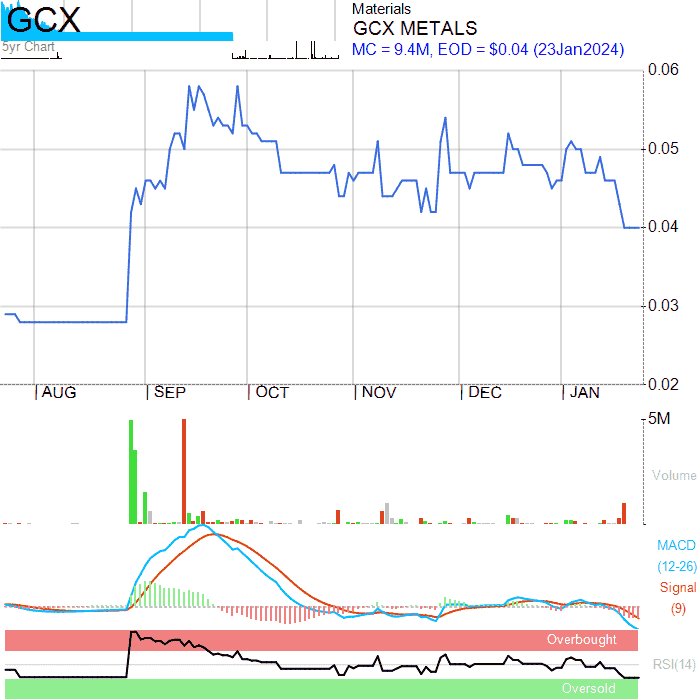 GCX
5yr Chart
Materials
GCX METALS
MC = 9.4M, EOD = $0.04 (23Jan2024)
0.06
0.05
0.04
0.03
0.02
AUG SEP OCT NOV DEC JAN
5M
Volume
MACD
(12-26)
Signal
(9)
Overbought
RSI(14)
Oversold